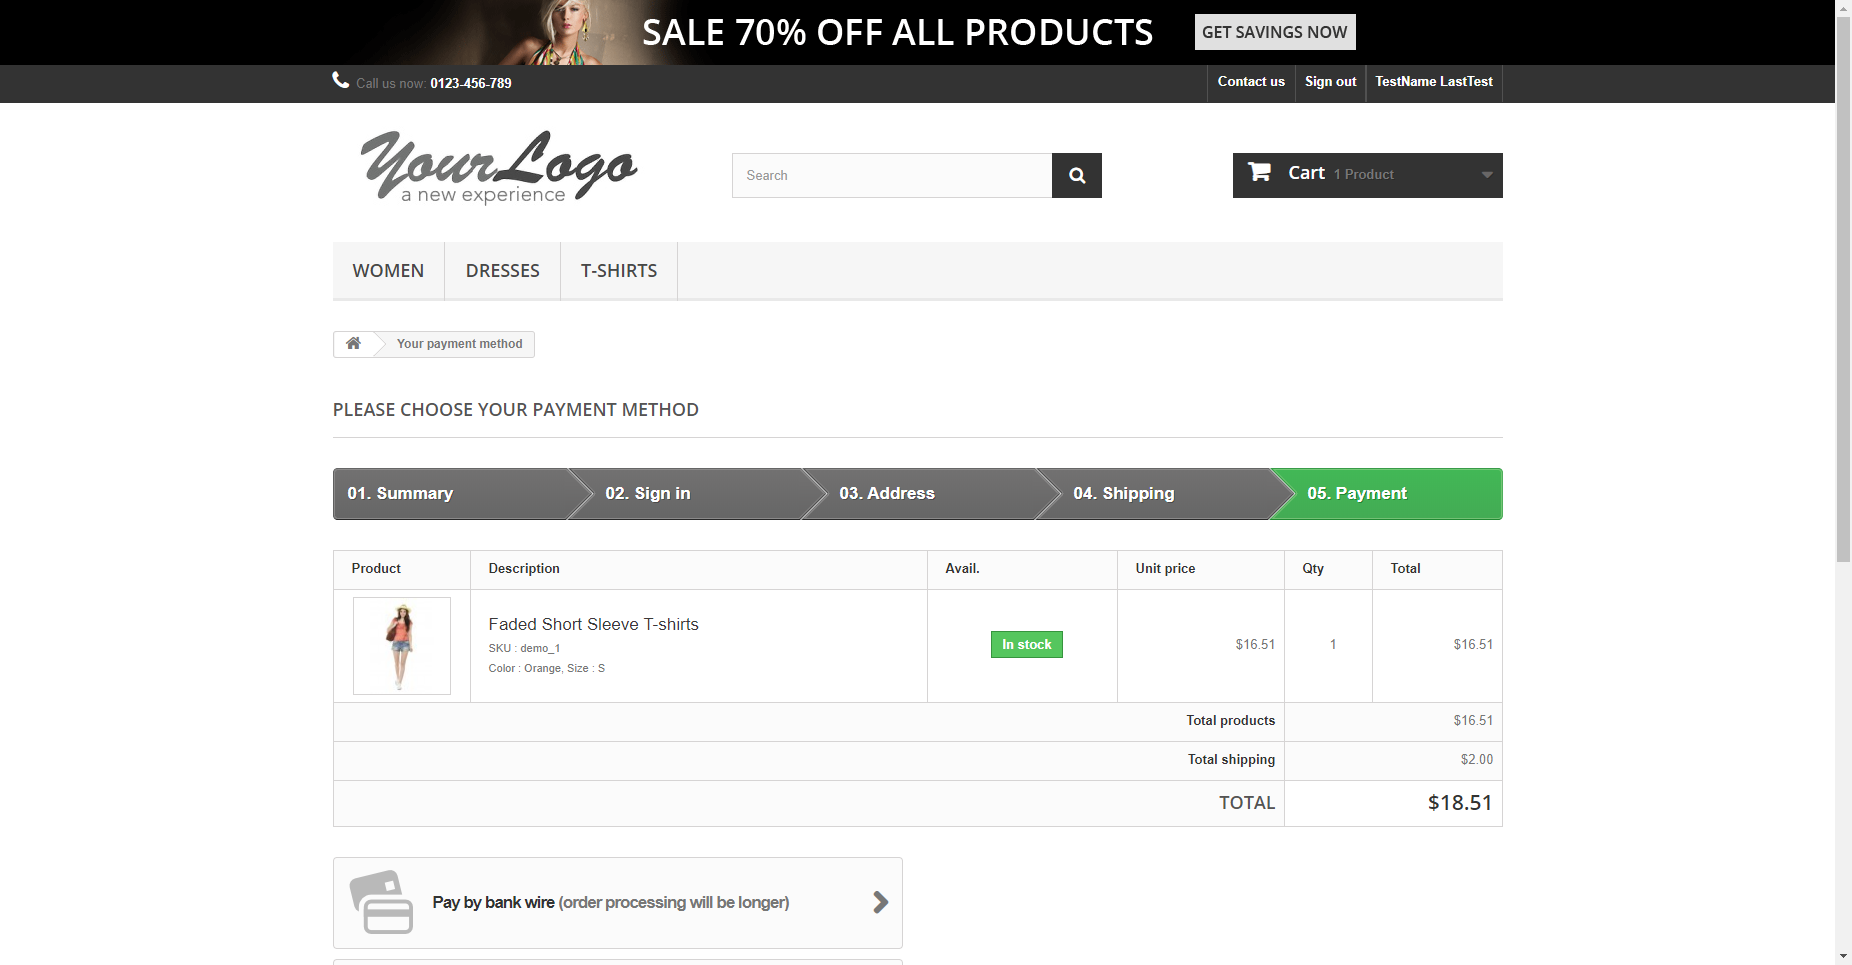 SALE 70% OFF ALL PRODUCTS GET SAVINGS NOW
Call us now: 0123-456-789 Contact us Sign out TestName LastTest
YourLogo
a new experience
Search
Cart 1 Product
WOMEN DRESSES T-SHIRTS
Your payment method
PLEASE CHOOSE YOUR PAYMENT METHOD
01. Summary 02. Sign in 03. Address 04. Shipping 05. Payment
Product Description Avail. Unit price Qty Total
Faded Short Sleeve T-shirts
SKU : demo_1
Color : Orange, Size : S
In stock $16.51 1 $16.51
Total products $16.51
Total shipping $2.00
TOTAL $18.51
Pay by bank wire (order processing will be longer)